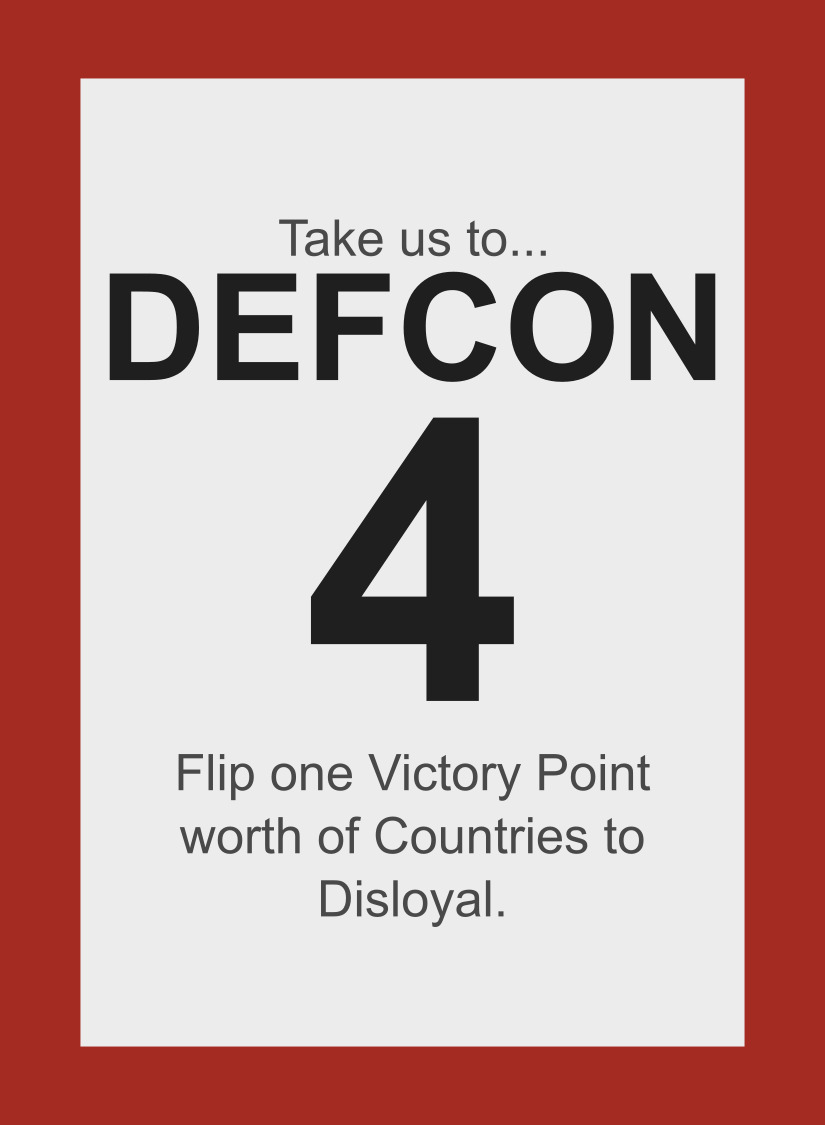 Take us to...
DEFCON
4
Flip one Victory Point
worth of Countries to
Disloyal.